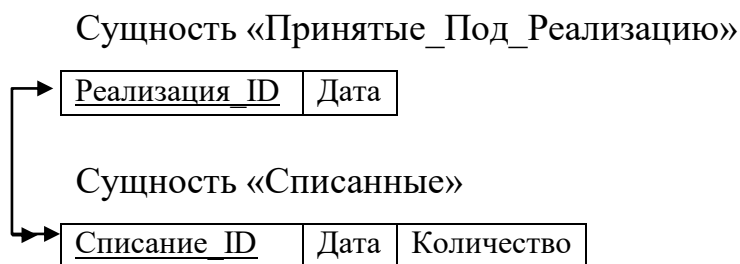 Сущность «Принятые_Под_Реализацию»
Реализация_ID Дата
Сущность «Списанные»
Списание_ID Дата Количество